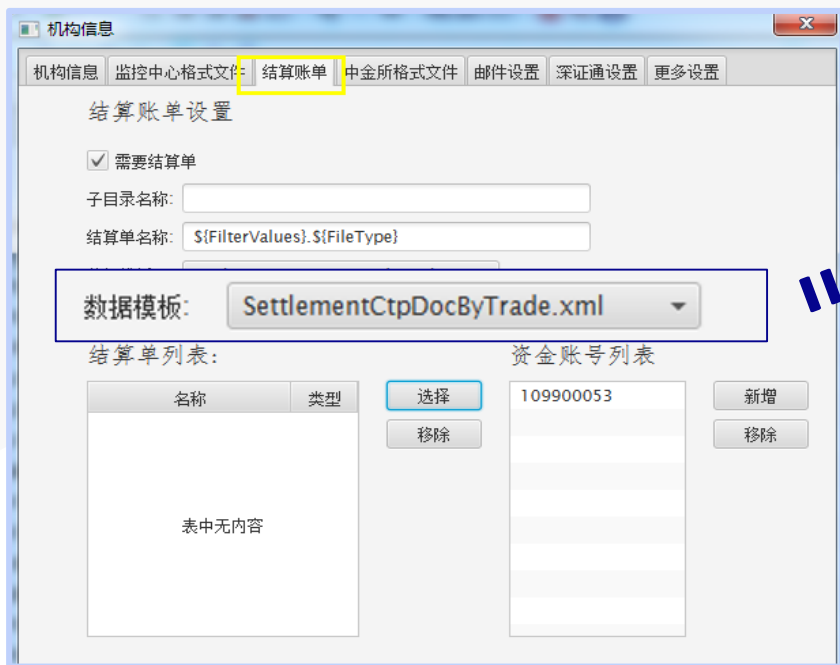 机构信息
机构信息 监控中心格式文件 结算账单 中金所格式文件 邮件设置 深证通设置 更多设置
结算账单设置
需要结算单
子目录名称:
结算单名称: ${FilterValues}.${FileType}
数据模板: SettlementCtpDocByTrade.xml
结算单列表: 资金账号列表
名称 类型 选择 109900053 新增
移除 移除
表中无内容